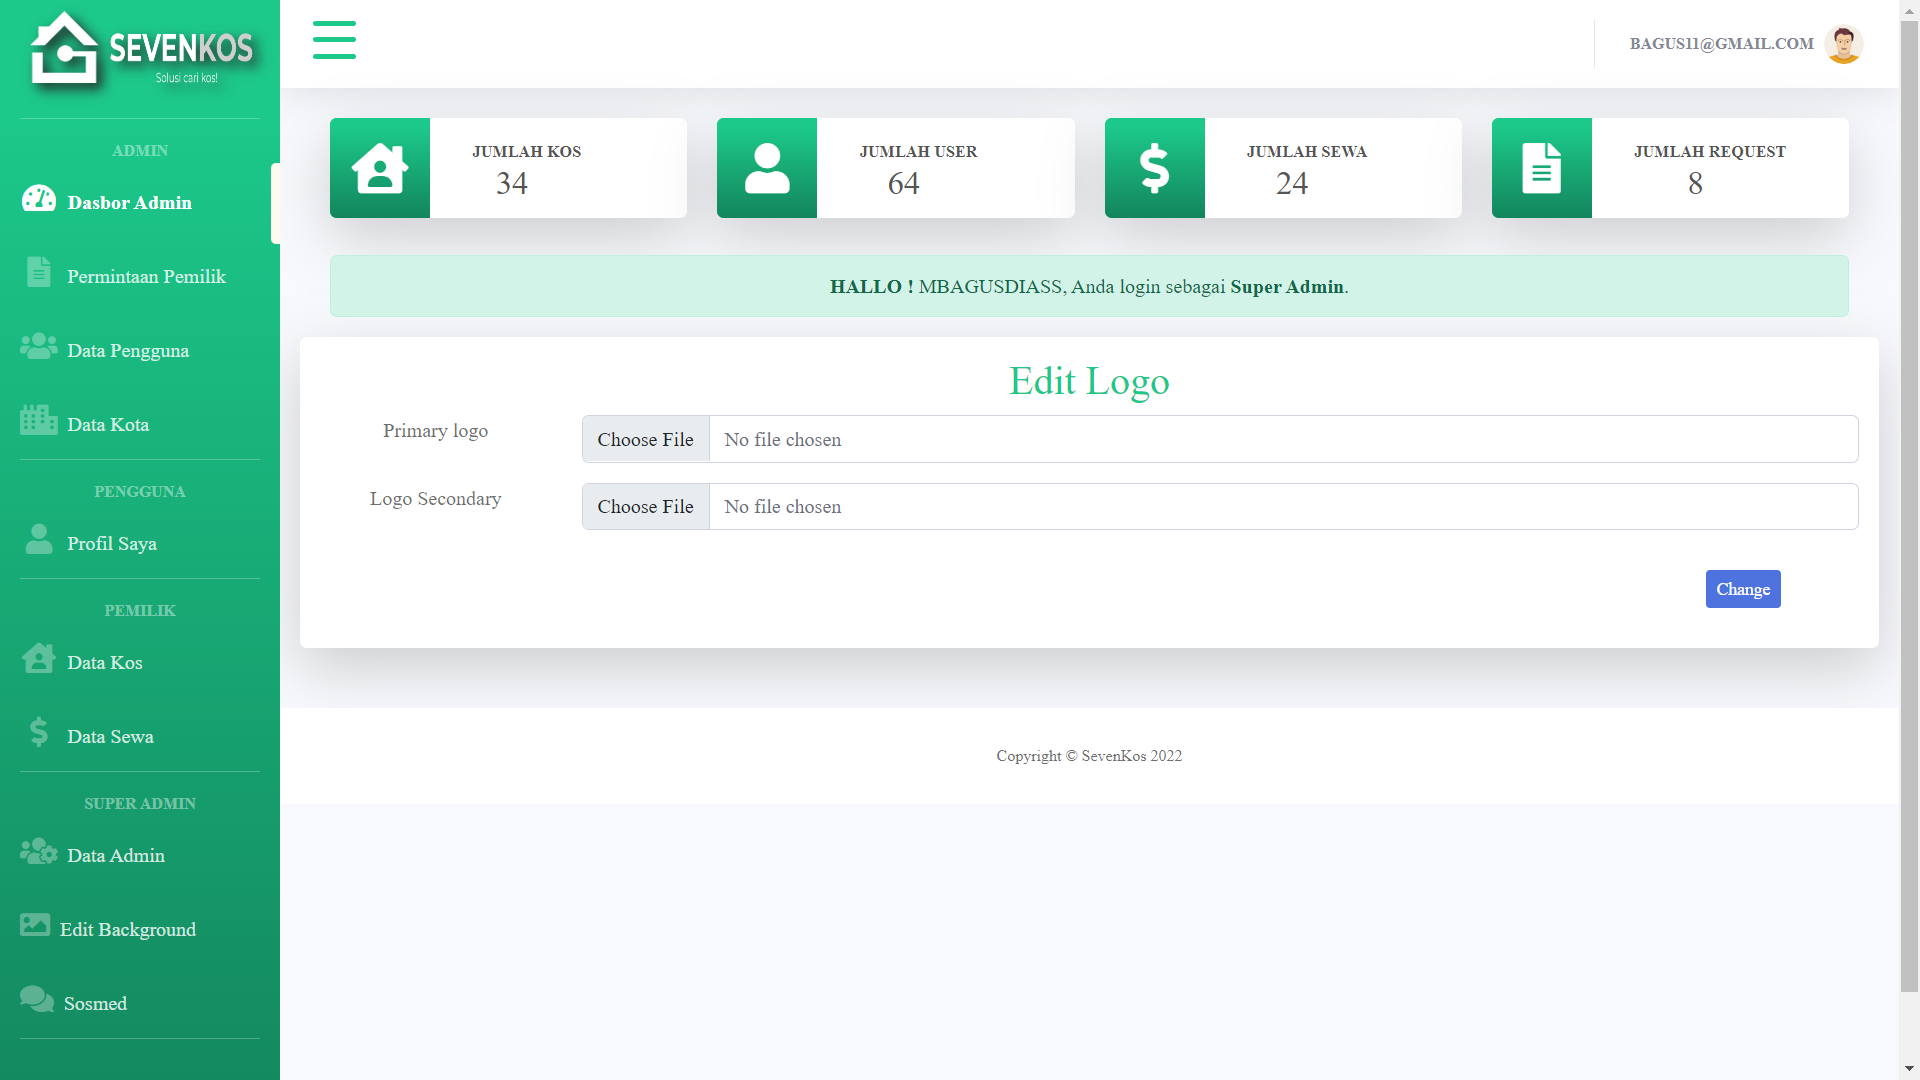 SEVENKOS
Solusi cari kos!
ADMIN
Dasbor Admin
Permintaan Pemilik
Data Pengguna
Data Kota
PENGGUNA
Profil Saya
PEMILIK
Data Kos
Data Sewa
SUPER ADMIN
Data Admin
Edit Background
Sosmed
BAGUS11@GMAIL.COM
JUMLAH KOS
34
JUMLAH USER
64
JUMLAH SEWA
24
JUMLAH REQUEST
8
HALLO ! MBAGUSDIASS, Anda login sebagai Super Admin.
Edit Logo
Primary logo
Choose File No file chosen
Logo Secondary
Choose File No file chosen
Change
Copyright © SevenKos 2022